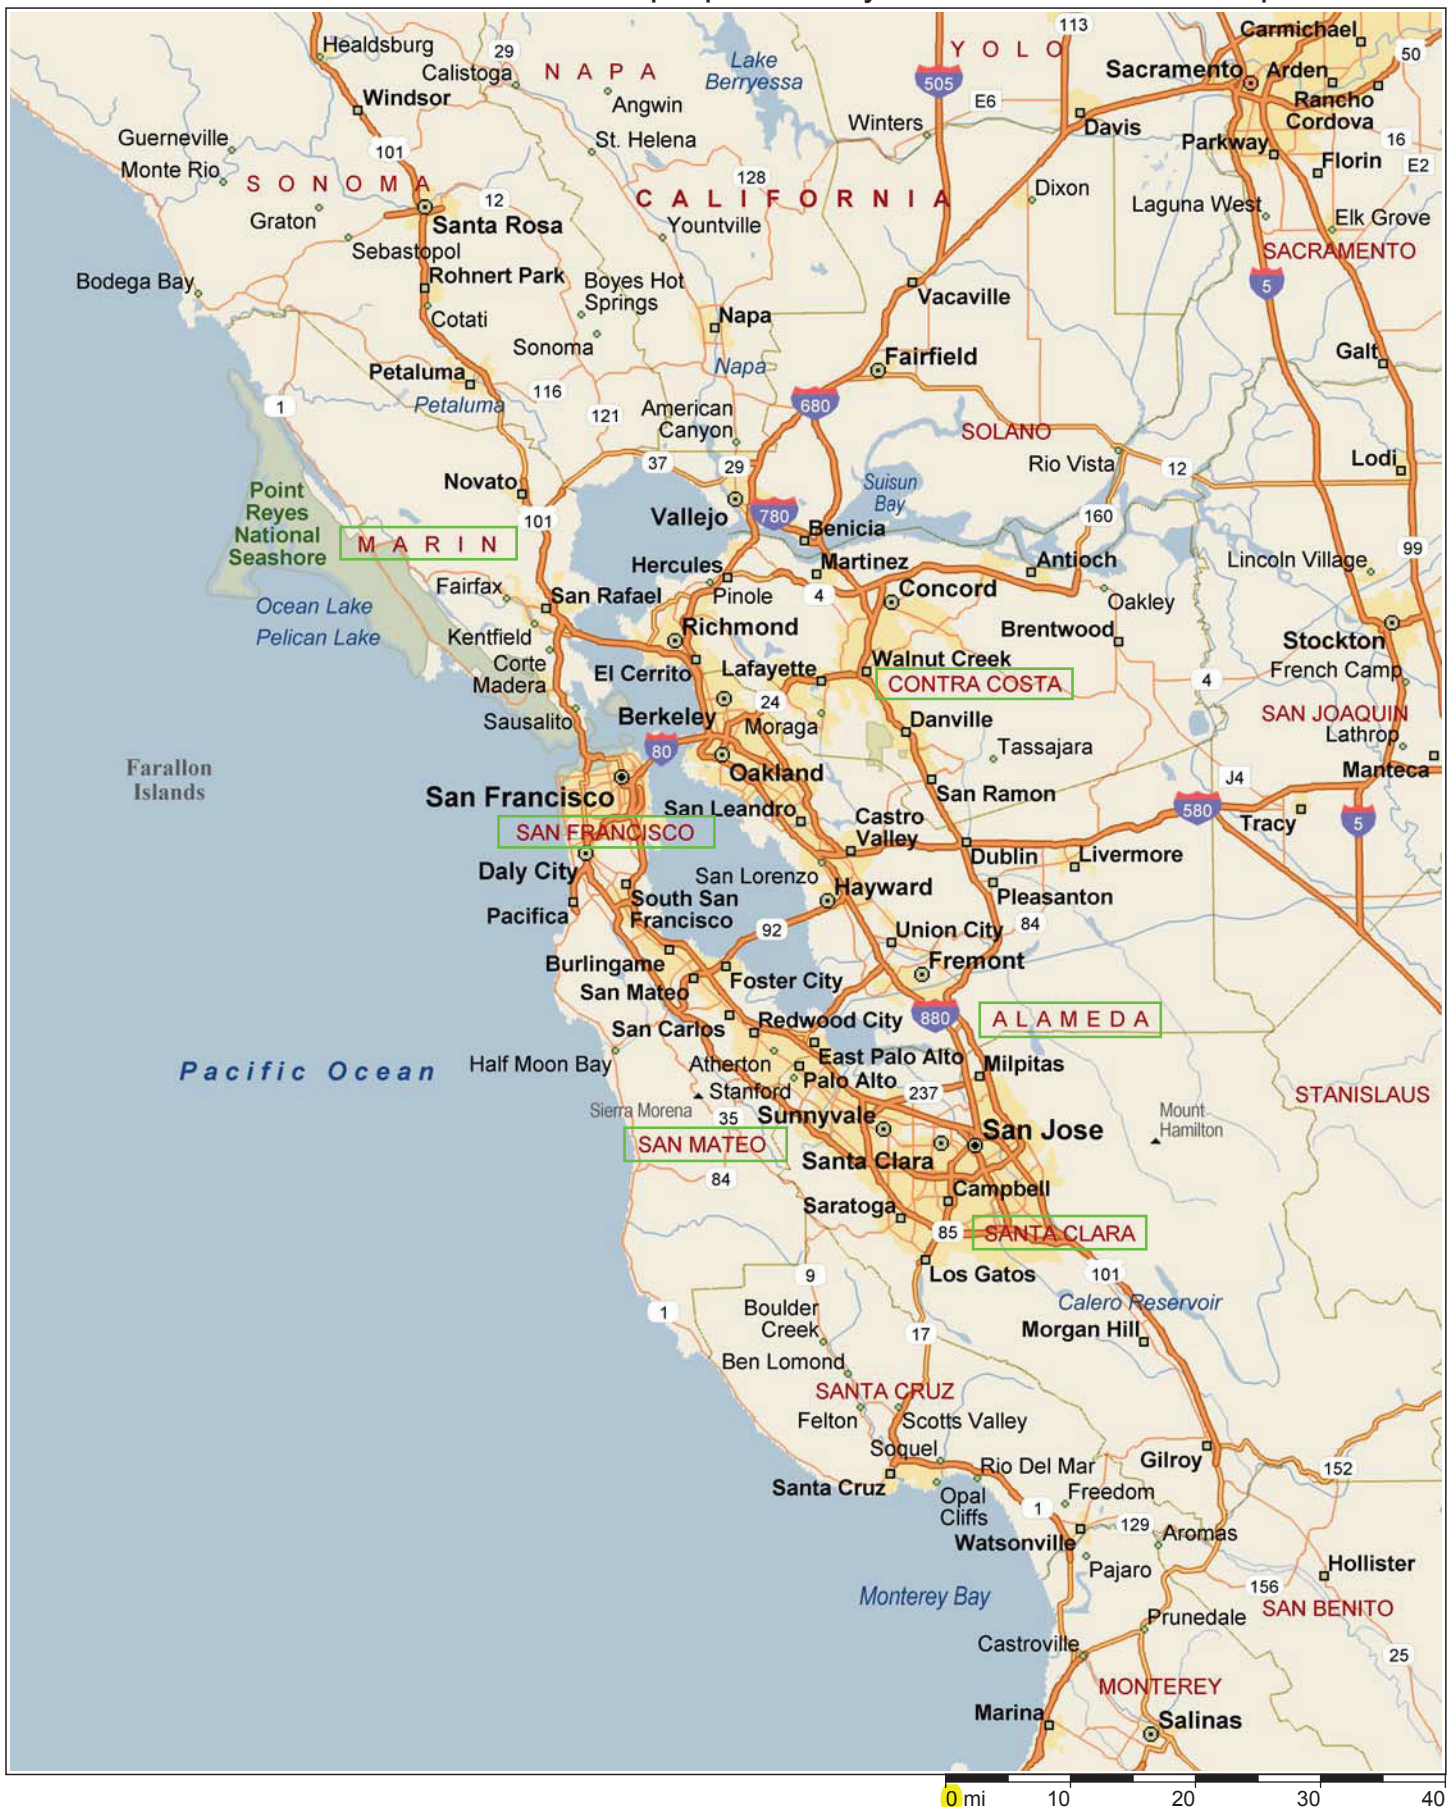 Healdsburg
29
Calistoga
N A P A
Lake
Berryessa
Y O L O
113
Carmichael
50
Windsor
Angwin
505
E6
Sacramento
Arden
Rancho
Cordova
Guerneville
101
St. Helena
Winters
Davis
Parkway
16
Monte Rio
S O N O M A
12
128
C A L I F O R N I A
Dixon
Florin
E2
Graton
Santa Rosa
Yountville
Laguna West
Elk Grove
Sebastopol
SACRAMENTO
Bodega Bay
Rohnert Park
Boyes Hot
Springs
Vacaville
5
Cotati
Napa
Sonoma
Fairfield
Galt
Petaluma
Napa
116
Petaluma
1
121
American
Canyon
680
SOLANO
37
29
Rio Vista
12
Lodi
Novato
Suisun
Bay
Point
Reyes
National
Seashore
101
Vallejo
780
Benicia
160
M A R I N
Hercules
Martinez
Antioch
Lincoln Village
99
Fairfax
San Rafael
Pinole
4
Concord
Oakley
Ocean Lake
Pelican Lake
Kentfield
Richmond
Brentwood
Stockton
Corte
Madera
El Cerrito
Lafayette
Walnut Creek
French Camp
CONTRA COSTA
4
Sausalito
Berkeley
24
Moraga
Danville
SAN JOAQUIN
Lathrop
80
Tassajara
Farallon
Islands
Oakland
Manteca
J4
San Francisco
San Leandro
San Ramon
580
SAN FRANCISCO
Castro
Valley
Tracy
5
Daly City
San Lorenzo
Dublin
Livermore
Hayward
Pleasanton
Pacifica
South San
Francisco
92
Union City
84
Burlingame
Foster City
Fremont
San Mateo
San Carlos
Redwood City
880
A L A M E D A
Half Moon Bay
Atherton
East Palo Alto
Milpitas
Pacific Ocean
Stanford
Palo Alto
237
STANISLAUS
Sierra Morena
35
Sunnyvale
San Jose
Mount
Hamilton
SAN MATEO
Santa Clara
84
Campbell
Saratoga
85
SANTA CLARA
Los Gatos
101
9
Calero Reservoir
1
Boulder
Creek
17
Morgan Hill
Ben Lomond
SANTA CRUZ
Felton
Scotts Valley
Soquel
Gilroy
Rio Del Mar
152
Santa Cruz
Opal
Cliffs
1
Freedom
129
Aromas
Watsonville
Pajaro
Hollister
Monterey Bay
156
SAN BENITO
Prunedale
Castroville
25
MONTEREY
Marina
Salinas
0 mi 10 20 30 40